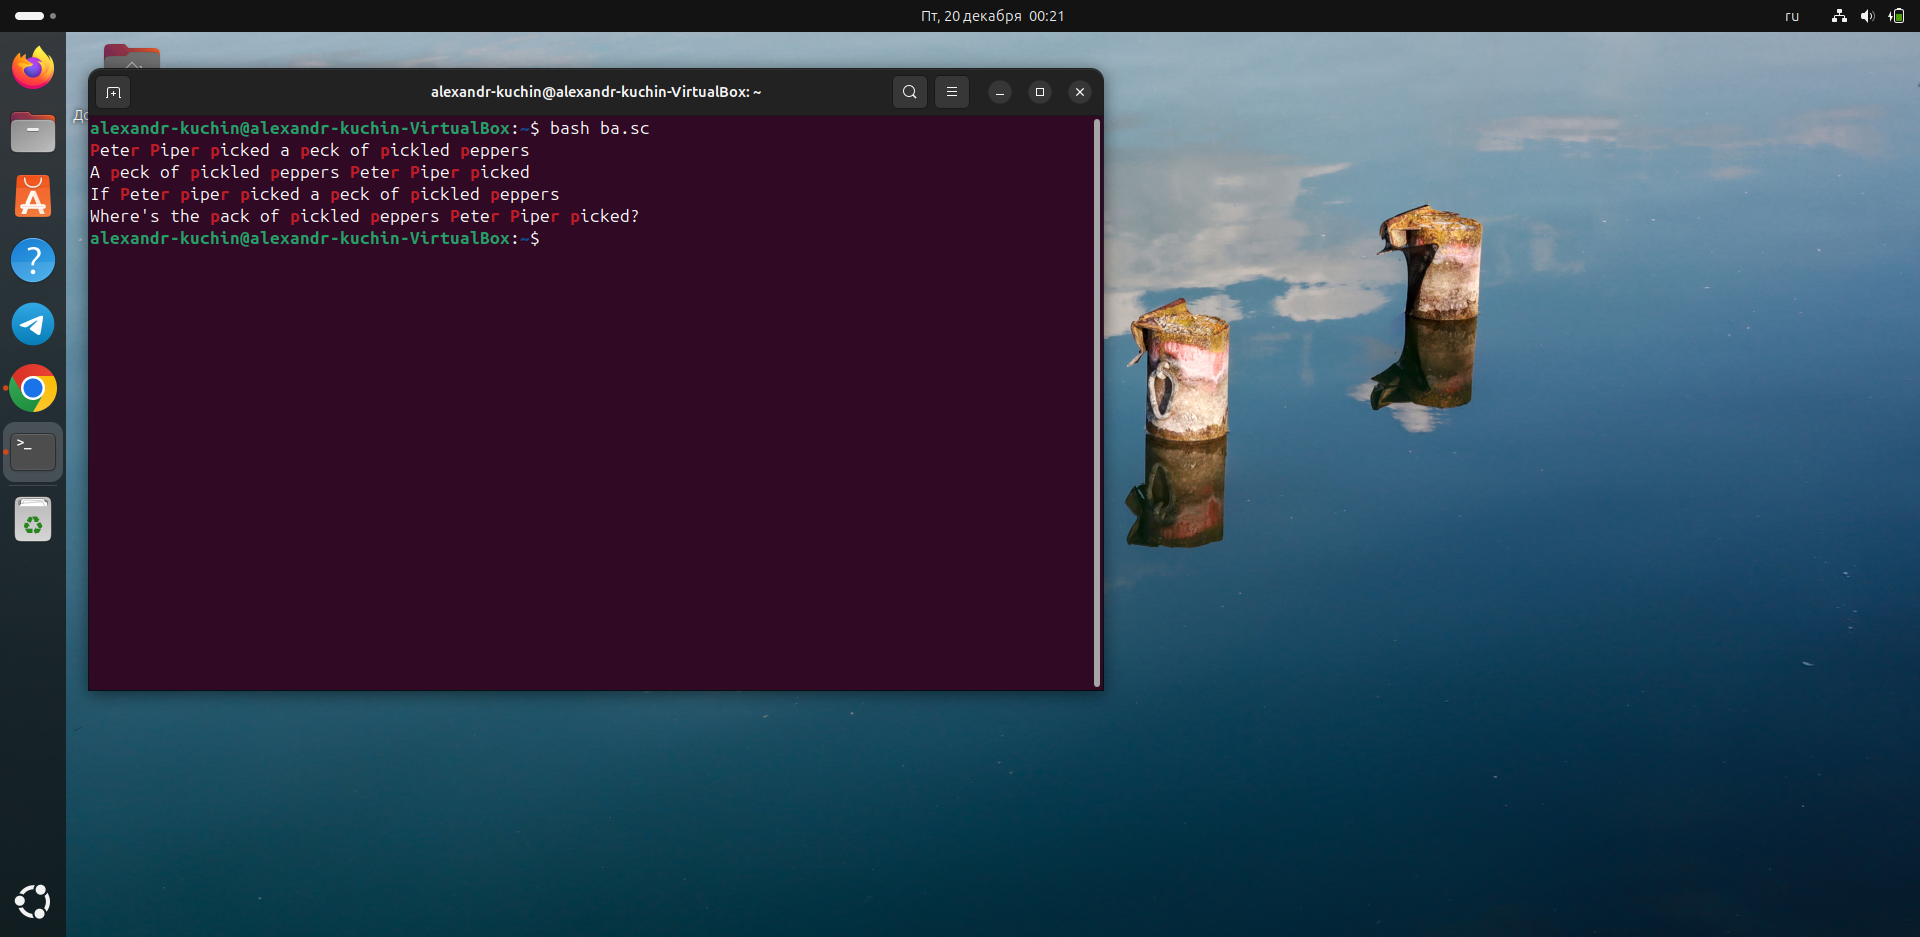 Пт, 20 декабря 00:21
ru
До
alexandr-kuchin@alexandr-kuchin-VirtualBox: ~
alexandr-kuchin@alexandr-kuchin-VirtualBox:~$ bash ba.sc
Peter Piper picked a peck of pickled peppers
A peck of pickled peppers Peter Piper picked
If Peter piper picked a peck of pickled peppers
Where's the pack of pickled peppers Peter Piper picked?
alexandr-kuchin@alexandr-kuchin-VirtualBox:~$